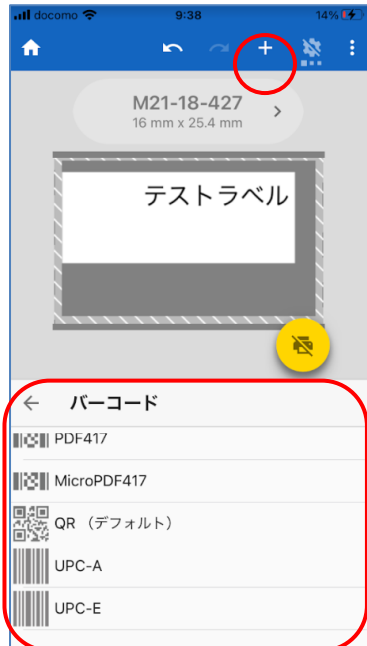 docomo 9:38 14%
M21-18-427
16 mm x 25.4 mm
テストラベル
バーコード
PDF417
MicroPDF417
QR （デフォルト）
UPC-A
UPC-E